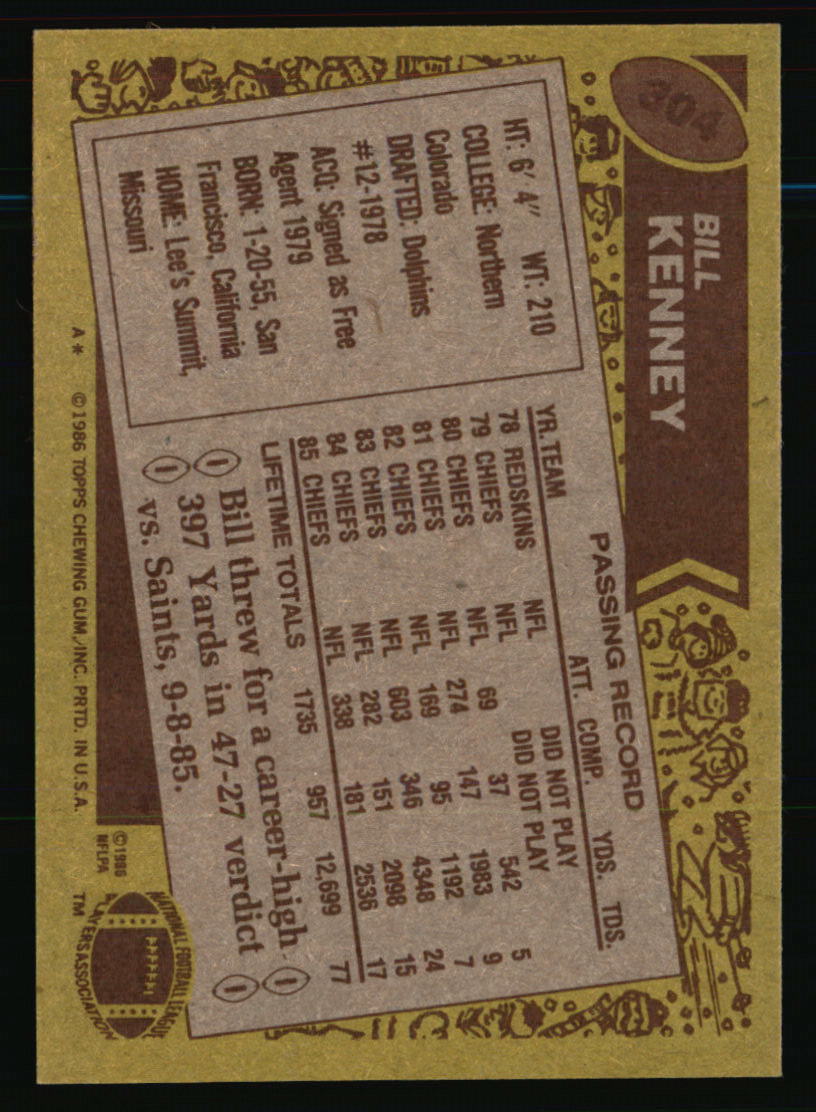 304
BILL
KENNEY
HT: 6′ 4″ WT: 210
COLLEGE: Northern
Colorado
DRAFTED: Dolphins
#12-1978
ACQ: Signed as Free
Agent 1979
BORN: 1-20-55, San
Francisco, California
HOME: Lee's Summit,
Missouri
PASSING RECORD
YR. TEAM ATT. COMP. YDS. TDS.
78 REDSKINS NFL DID NOT PLAY
79 CHIEFS NFL DID NOT PLAY
80 CHIEFS NFL 69 37 542 5
81 CHIEFS NFL 274 147 1983 9
82 CHIEFS NFL 169 95 1192 7
83 CHIEFS NFL 603 346 4348 24
84 CHIEFS NFL 282 151 2098 15
85 CHIEFS NFL 338 181 2536 17
LIFETIME TOTALS 1735 957 12,699 77
Bill threw for a career-high
397 Yards in 47-27 verdict
vs. Saints, 9-8-85.
A* ©1986 TOPPS CHEWING GUM, INC. PRTD. IN U.S.A.
©1986
NFLPA
NATIONAL FOOTBALL LEAGUE
PLAYERS ASSOCIATION
TM